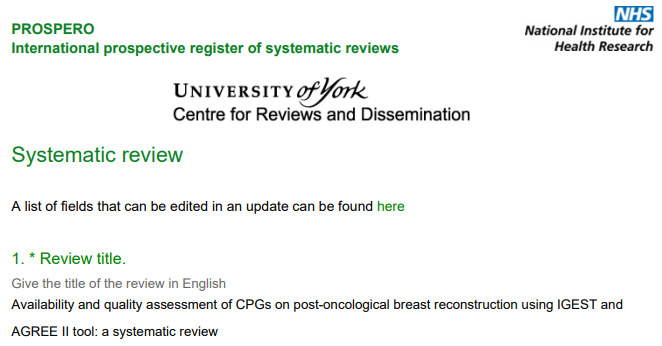 PROSPERO
International prospective register of systematic reviews
NHS
National Institute for
Health Research
UNIVERSITY of York
Centre for Reviews and Dissemination
Systematic review
A list of fields that can be edited in an update can be found here
1. * Review title.
Give the title of the review in English
Availability and quality assessment of CPGs on post-oncological breast reconstruction using IGEST and
AGREE II tool: a systematic review